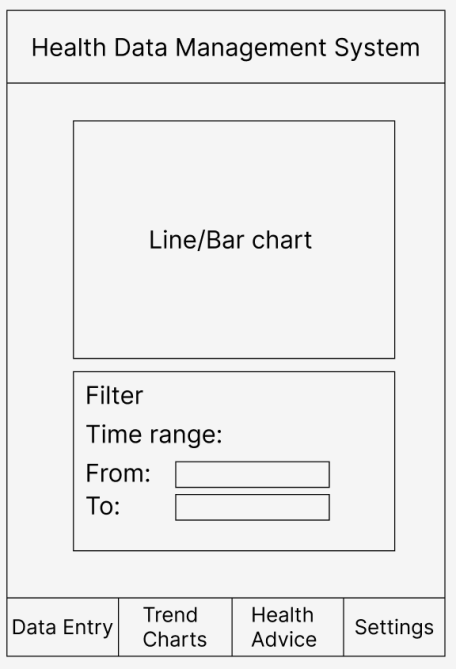 Health Data Management System
Line/Bar chart
Filter
Time range:
From:
To:
Data Entry
Trend
Charts
Health
Advice
Settings